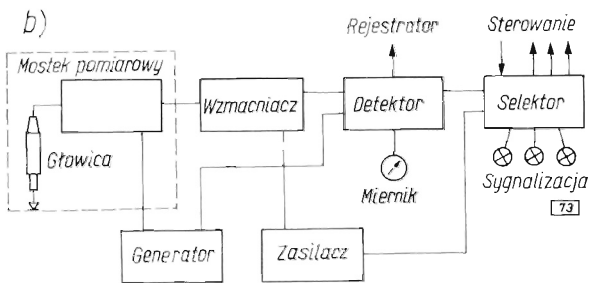 b)
Rejestrator
Sterowanie
Mostek pomiarowy
Wzmacniacz
Detektor
Selektor
Głowica
Miernik
Sygnalizacja
73
Generator
Zasilacz